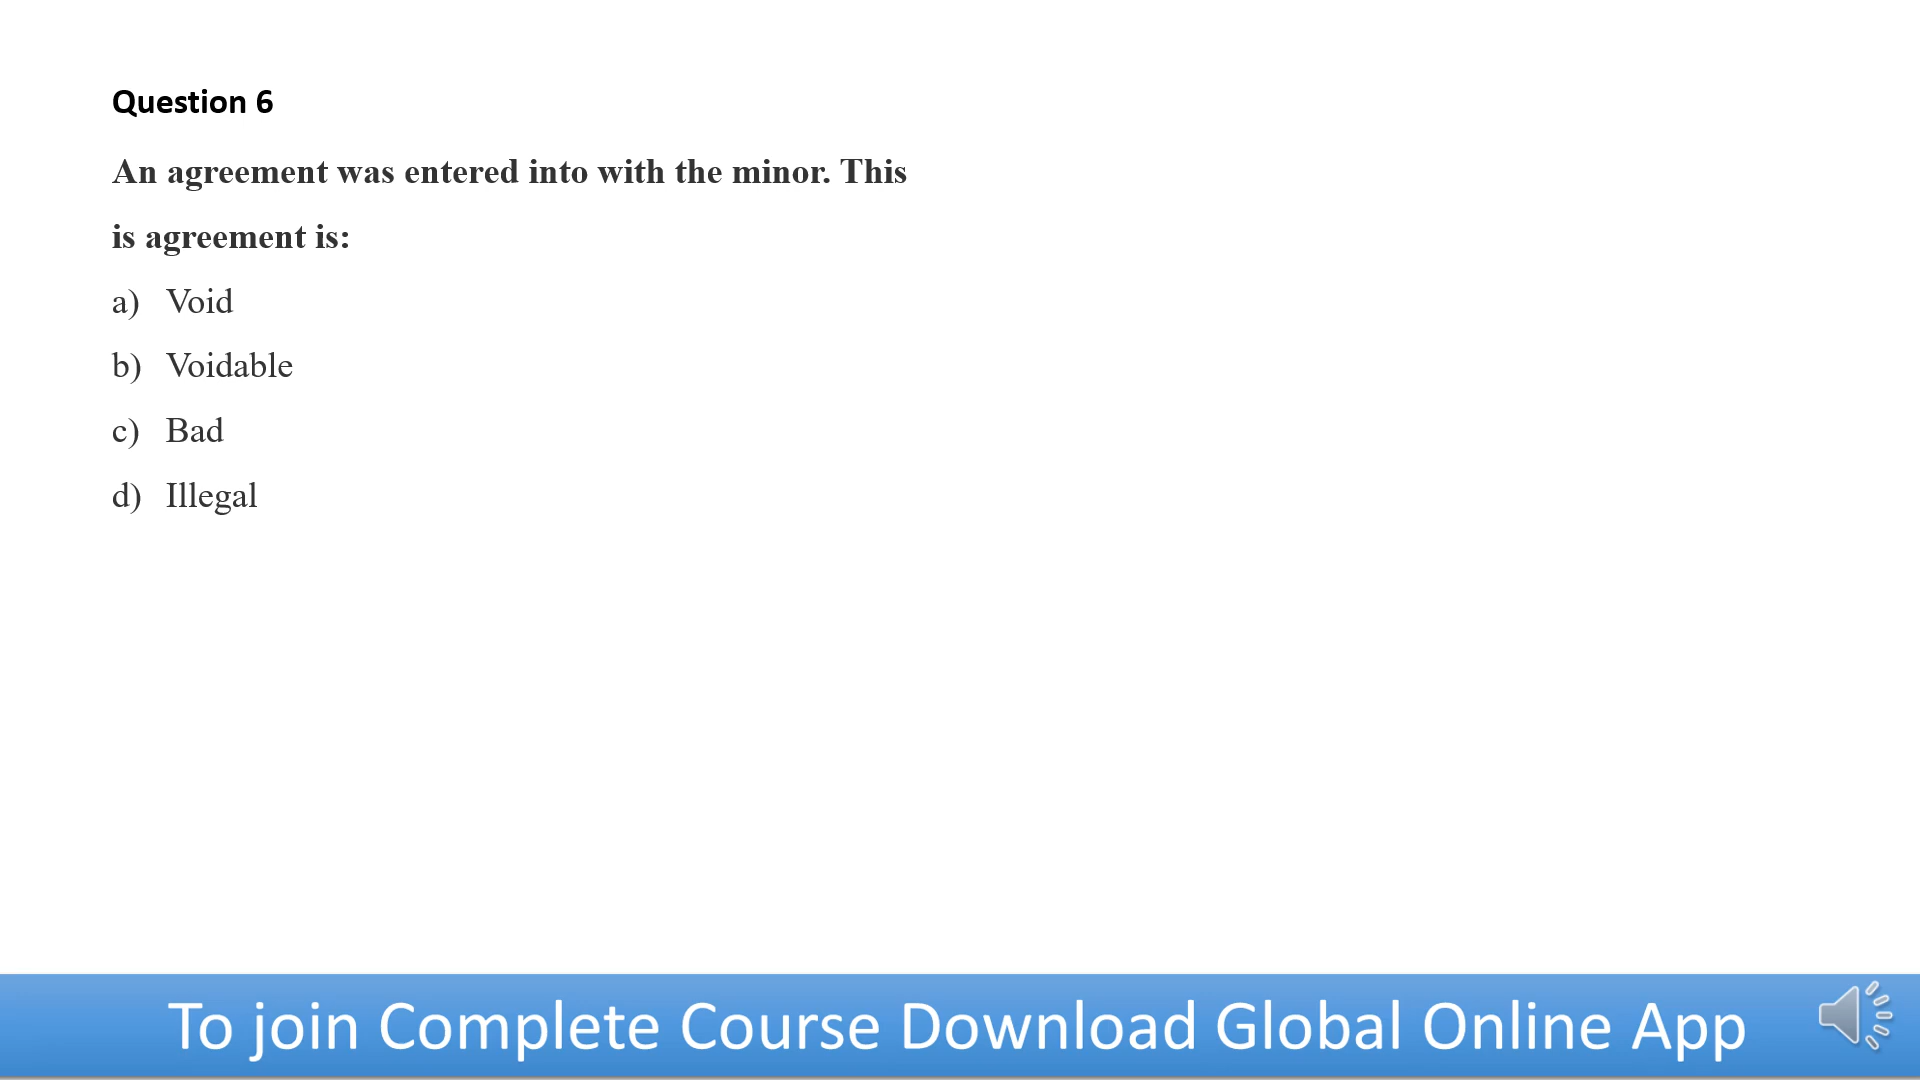 Question 6
An agreement was entered into with the minor. This
is agreement is:
a) Void
b) Voidable
c) Bad
d) Illegal
To join Complete Course Download Global Online App